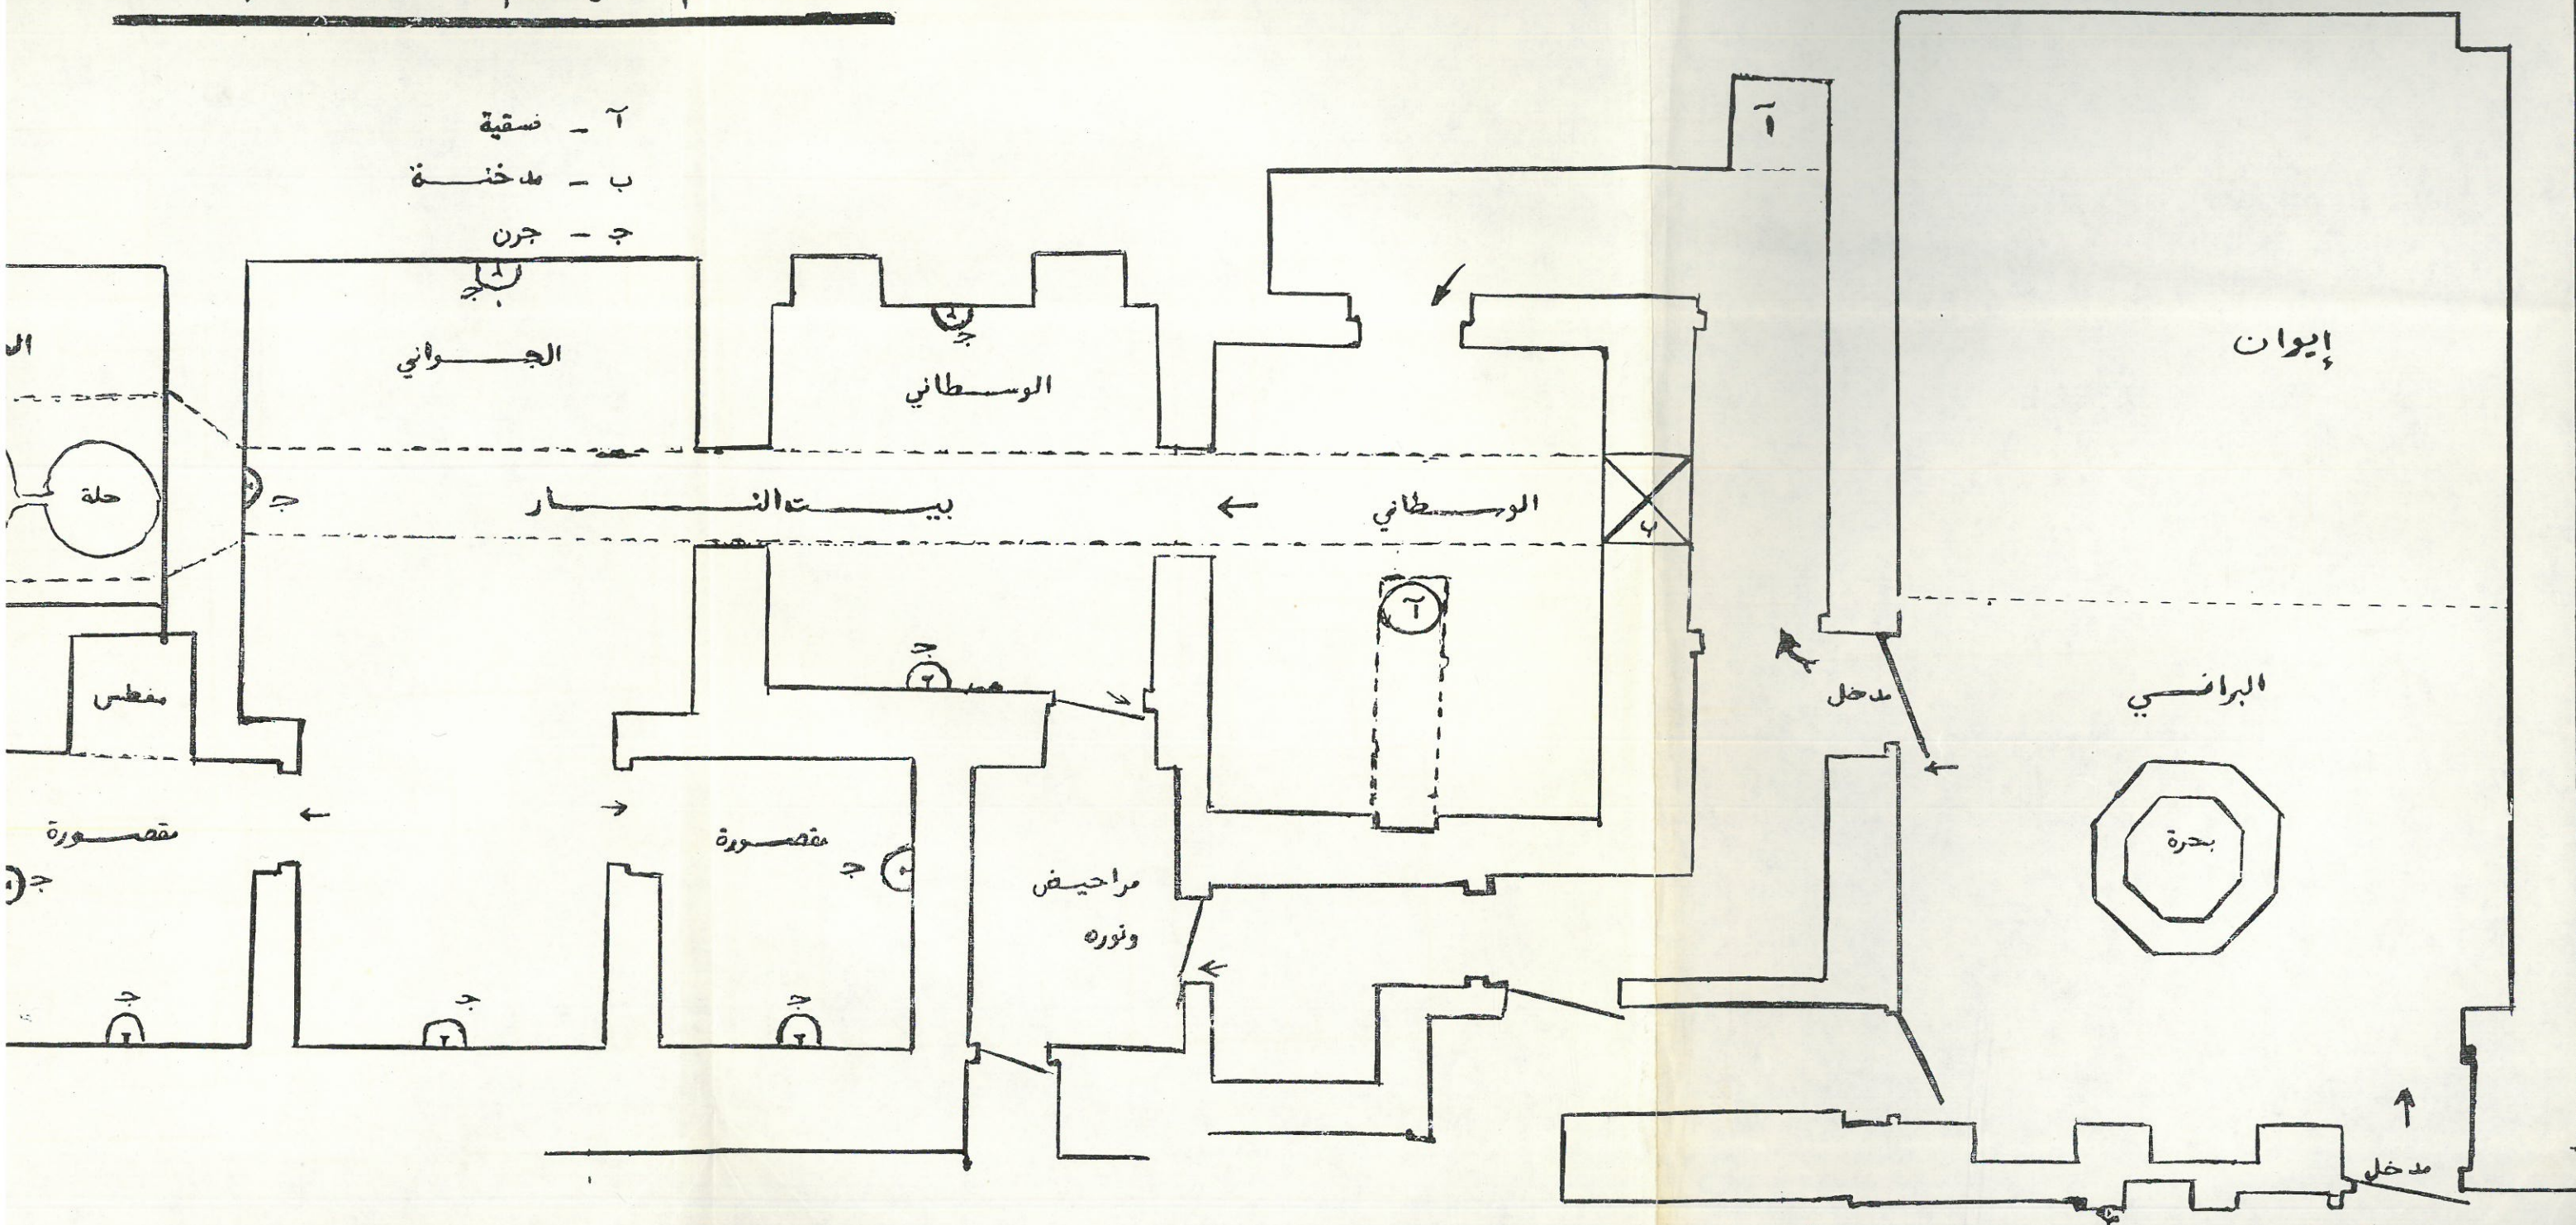 آ - فسقية
ب - مدخنة
ج - جرن
آ
إيوان
الجواني
ج
الوسطاني
ج
حلة
ج
بيت النار
←
الوسطاني
ب
آ
ج
مغطس
مدخل
البراني
مقصورة
ج
مقصورة
ج
مراحيض
ونوره
بحرة
ج
ج
ج
مدخل